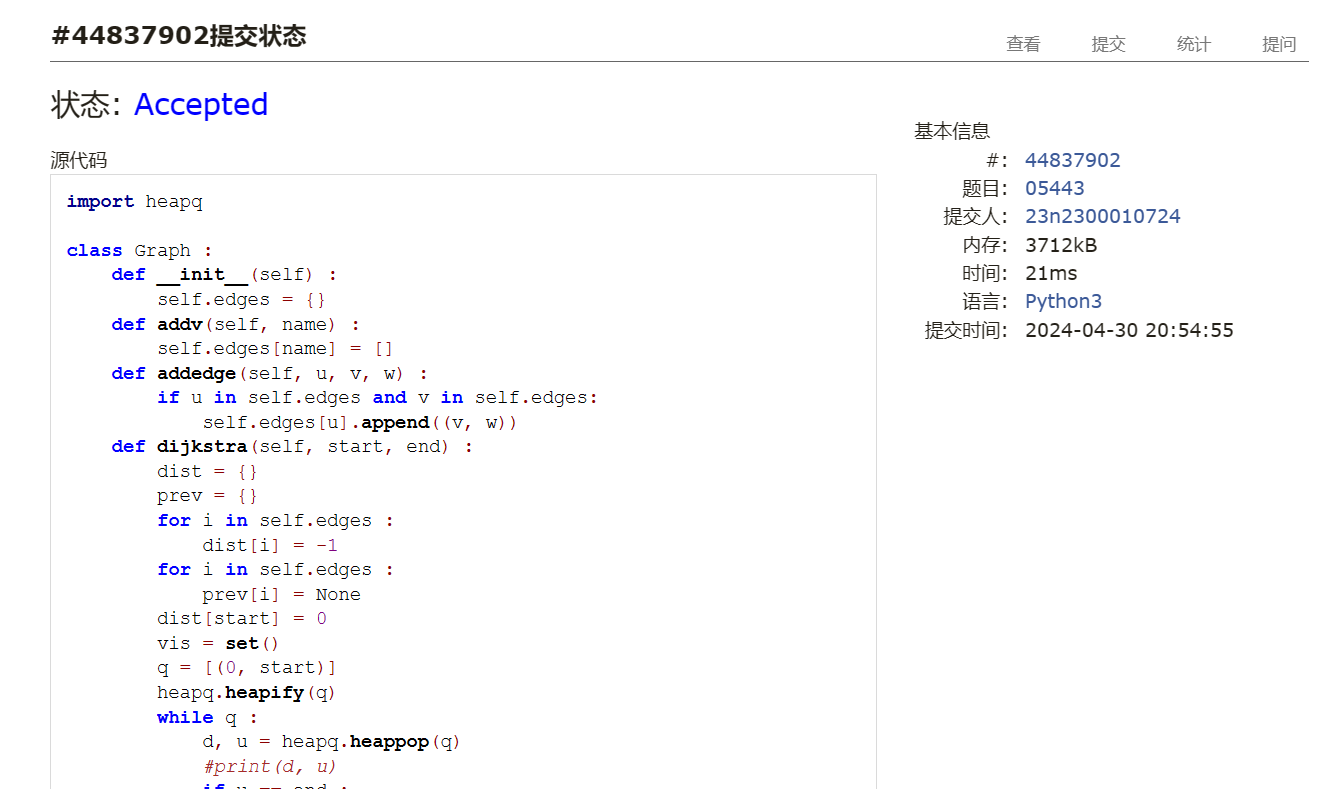 #44837902提交状态
查看 提交 统计 提问
状态: Accepted
源代码
import heapq
class Graph :
    def __init__(self) :
        self.edges = {}
    def addv(self, name) :
        self.edges[name] = []
    def addedge(self, u, v, w) :
        if u in self.edges and v in self.edges:
            self.edges[u].append((v, w))
    def dijkstra(self, start, end) :
        dist = {}
        prev = {}
        for i in self.edges :
            dist[i] = -1
        for i in self.edges :
            prev[i] = None
        dist[start] = 0
        vis = set()
        q = [(0, start)]
        heapq.heapify(q)
        while q :
            d, u = heapq.heappop(q)
            #print(d, u)
            if u == end :
基本信息
#: 44837902
题目: 05443
提交人: 23n2300010724
内存: 3712kB
时间: 21ms
语言: Python3
提交时间: 2024-04-30 20:54:55